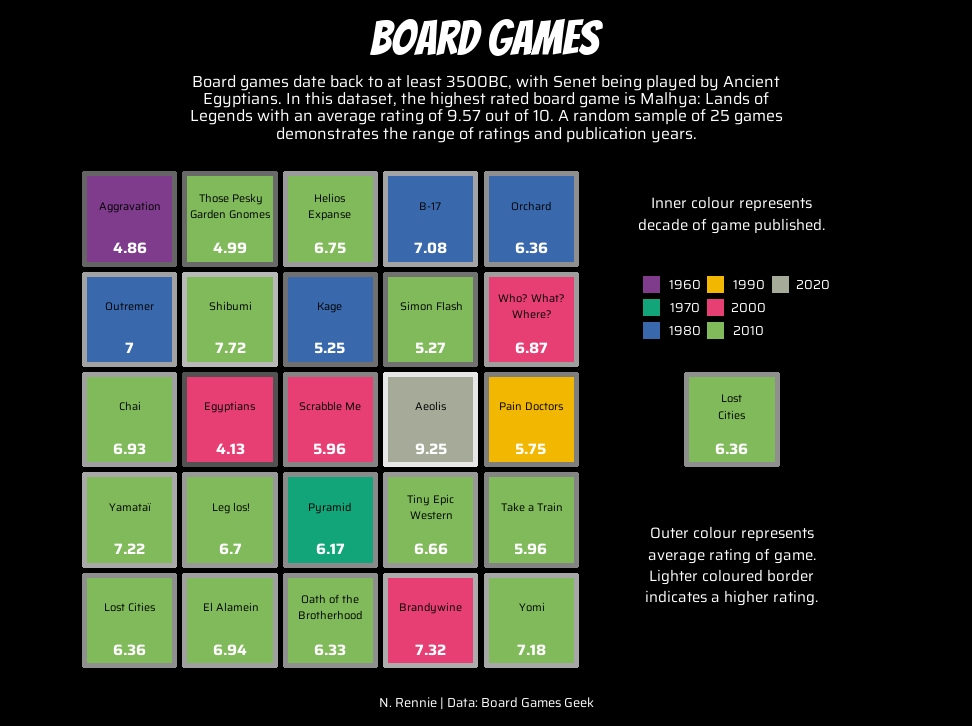 BOARD GAMES
Board games date back to at least 3500BC, with Senet being played by Ancient
Egyptians. In this dataset, the highest rated board game is Malhya: Lands of
Legends with an average rating of 9.57 out of 10. A random sample of 25 games
demonstrates the range of ratings and publication years.
Aggravation
4.86
Those Pesky
Garden Gnomes
4.99
Helios
Expanse
6.75
B-17
7.08
Orchard
6.36
Outremer
7
Shibumi
7.72
Kage
5.25
Simon Flash
5.27
Who? What?
Where?
6.87
Chai
6.93
Egyptians
4.13
Scrabble Me
5.96
Aeolis
9.25
Pain Doctors
5.75
Yamataï
7.22
Leg los!
6.7
Pyramid
6.17
Tiny Epic
Western
6.66
Take a Train
5.96
Lost Cities
6.36
El Alamein
6.94
Oath of the
Brotherhood
6.33
Brandywine
7.32
Yomi
7.18
Inner colour represents
decade of game published.
1960 1990 2020
1970 2000
1980 2010
Lost
Cities
6.36
Outer colour represents
average rating of game.
Lighter coloured border
indicates a higher rating.
N. Rennie | Data: Board Games Geek